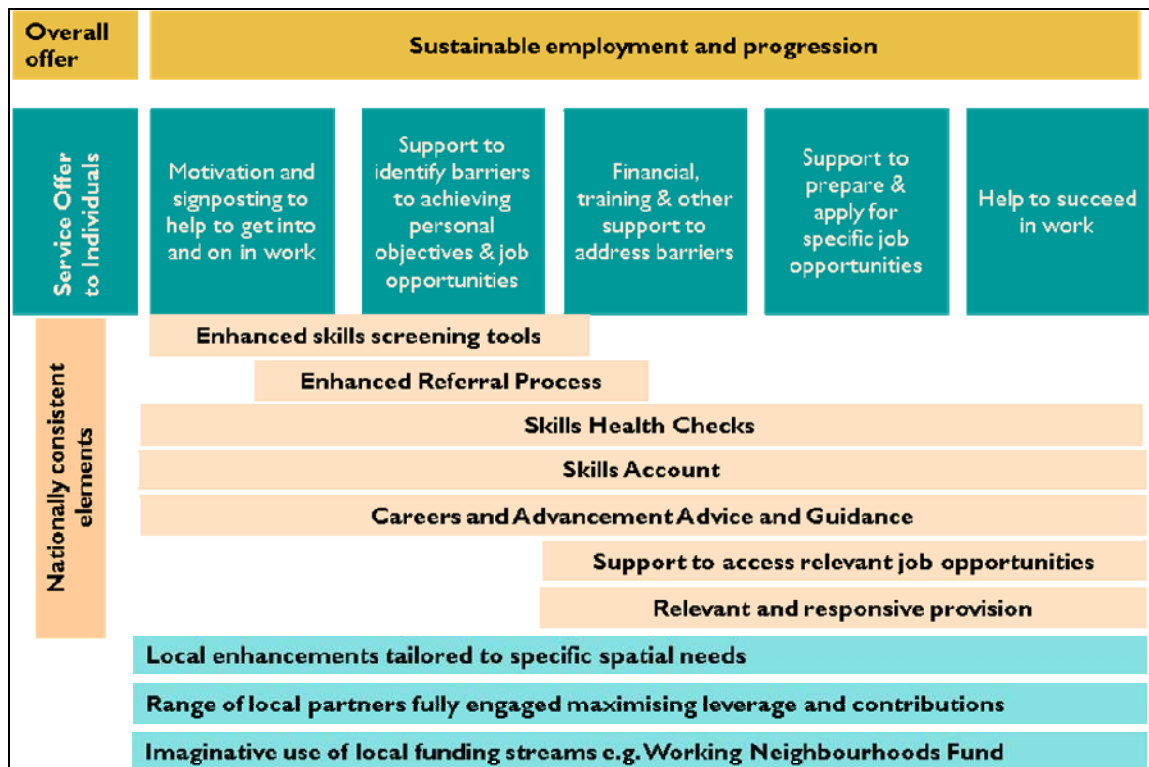 Overall
offer
Sustainable employment and progression
Service Offer
to Individuals
Motivation and
signposting to
help to get into
and on in work
Support to
identify barriers
to achieving
personal
objectives & job
opportunities
Financial,
training & other
support to
address barriers
Support to
prepare &
apply for
specific job
opportunities
Help to succeed
in work
Nationally consistent
elements
Enhanced skills screening tools
Enhanced Referral Process
Skills Health Checks
Skills Account
Careers and Advancement Advice and Guidance
Support to access relevant job opportunities
Relevant and responsive provision
Local enhancements tailored to specific spatial needs
Range of local partners fully engaged maximising leverage and contributions
Imaginative use of local funding streams e.g. Working Neighbourhoods Fund